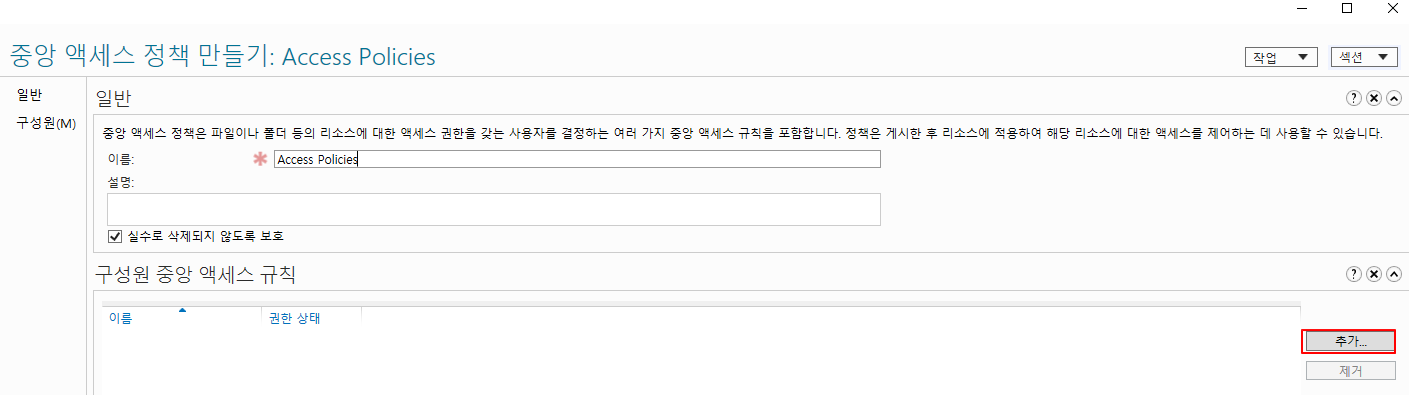 중앙 액세스 정책 만들기: Access Policies
작업
섹션
일반
구성원(M)
일반
중앙 액세스 정책은 파일이나 폴더 등의 리소스에 대한 액세스 권한을 갖는 사용자를 결정하는 여러 가지 중앙 액세스 규칙을 포함합니다. 정책은 게시한 후 리소스에 적용하여 해당 리소스에 대한 액세스를 제어하는 데 사용할 수 있습니다.
이름: Access Policies
설명:
실수로 삭제되지 않도록 보호
구성원 중앙 액세스 규칙
이름 권한 상태
추가...
제거